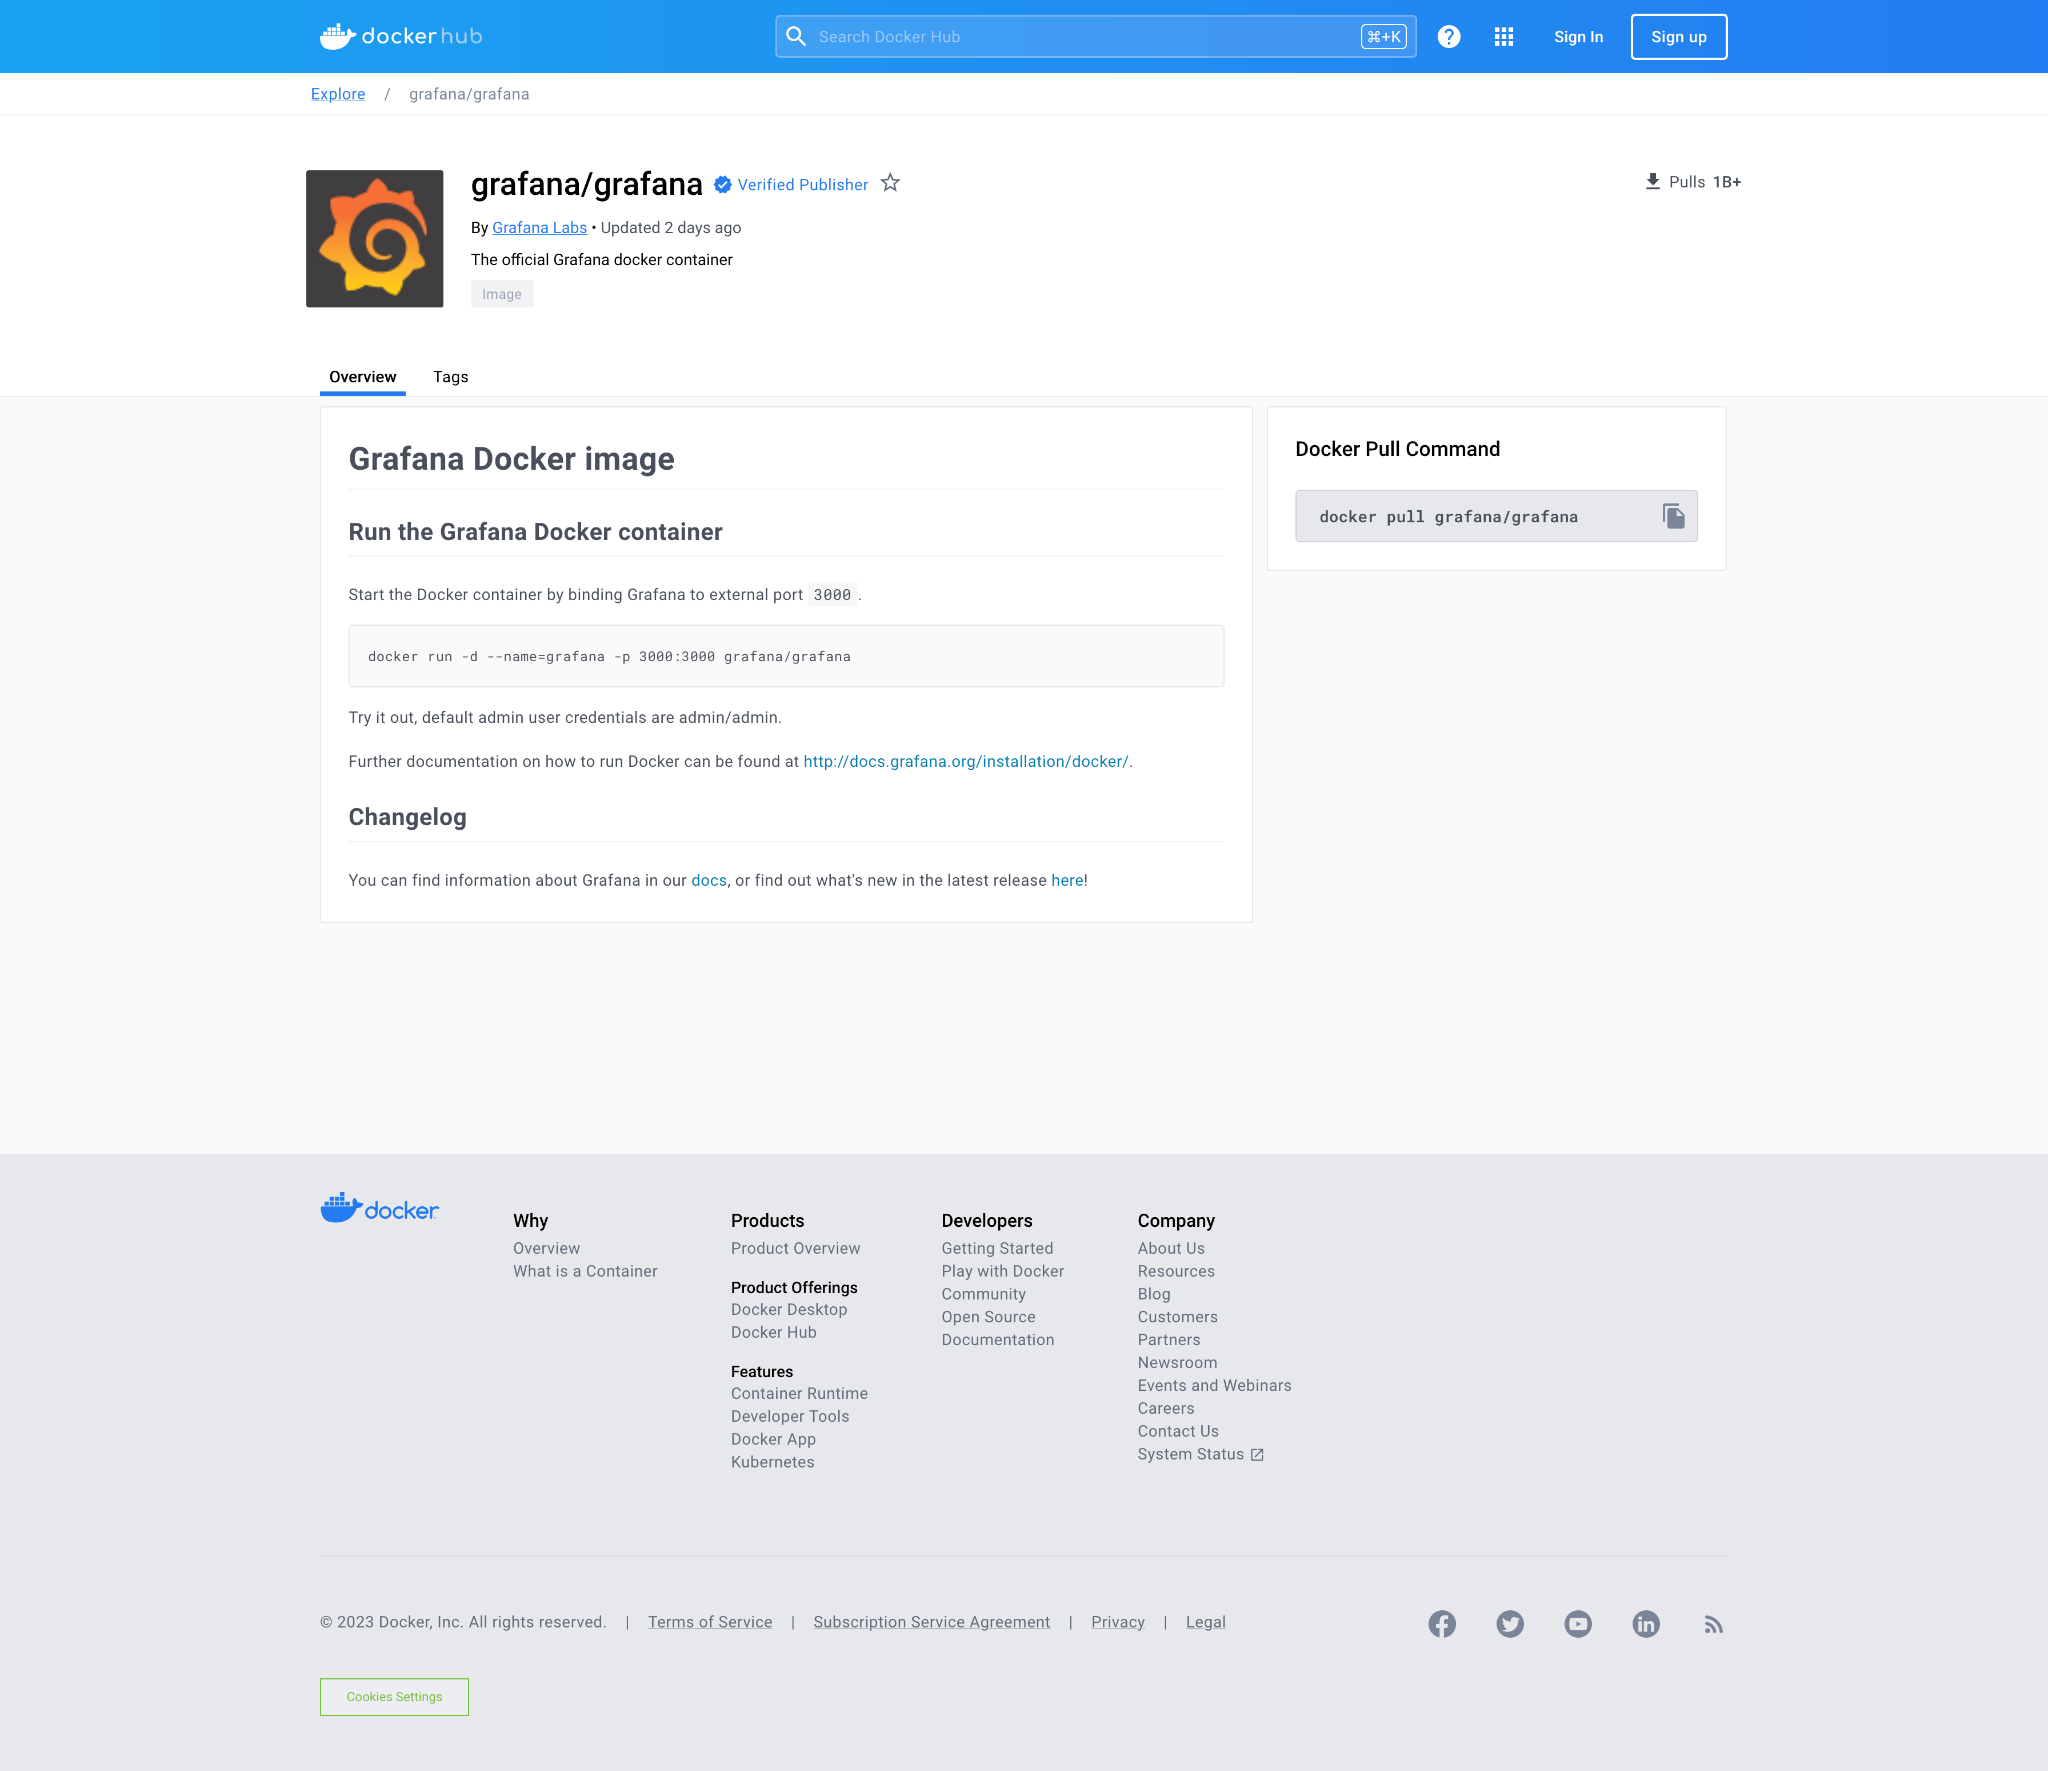 docker hub
Search Docker Hub
⌘+K
Sign In
Sign up
Explore / grafana/grafana
grafana/grafana Verified Publisher
Pulls 1B+
By Grafana Labs • Updated 2 days ago
The official Grafana docker container
Image
Overview
Tags
Grafana Docker image
Run the Grafana Docker container
Start the Docker container by binding Grafana to external port 3000.
docker run -d --name=grafana -p 3000:3000 grafana/grafana
Try it out, default admin user credentials are admin/admin.
Further documentation on how to run Docker can be found at http://docs.grafana.org/installation/docker/.
Changelog
You can find information about Grafana in our docs, or find out what's new in the latest release here!
Docker Pull Command
docker pull grafana/grafana
docker
Why
Overview
What is a Container
Products
Product Overview
Product Offerings
Docker Desktop
Docker Hub
Features
Container Runtime
Developer Tools
Docker App
Kubernetes
Developers
Getting Started
Play with Docker
Community
Open Source
Documentation
Company
About Us
Resources
Blog
Customers
Partners
Newsroom
Events and Webinars
Careers
Contact Us
System Status
© 2023 Docker, Inc. All rights reserved. | Terms of Service | Subscription Service Agreement | Privacy | Legal
Cookies Settings